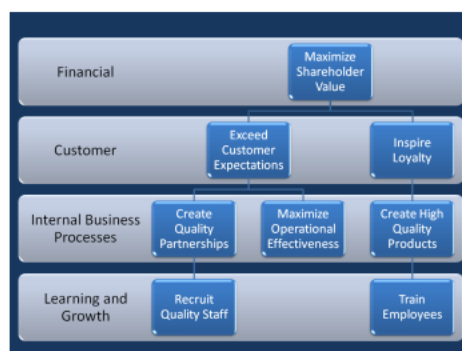 Financial
Maximize
Shareholder
Value
Customer
Exceed
Customer
Expectations
Inspire
Loyalty
Internal Business
Processes
Create
Quality
Partnerships
Maximize
Operational
Effectiveness
Create High
Quality
Products
Learning and
Growth
Recruit
Quality Staff
Train
Employees